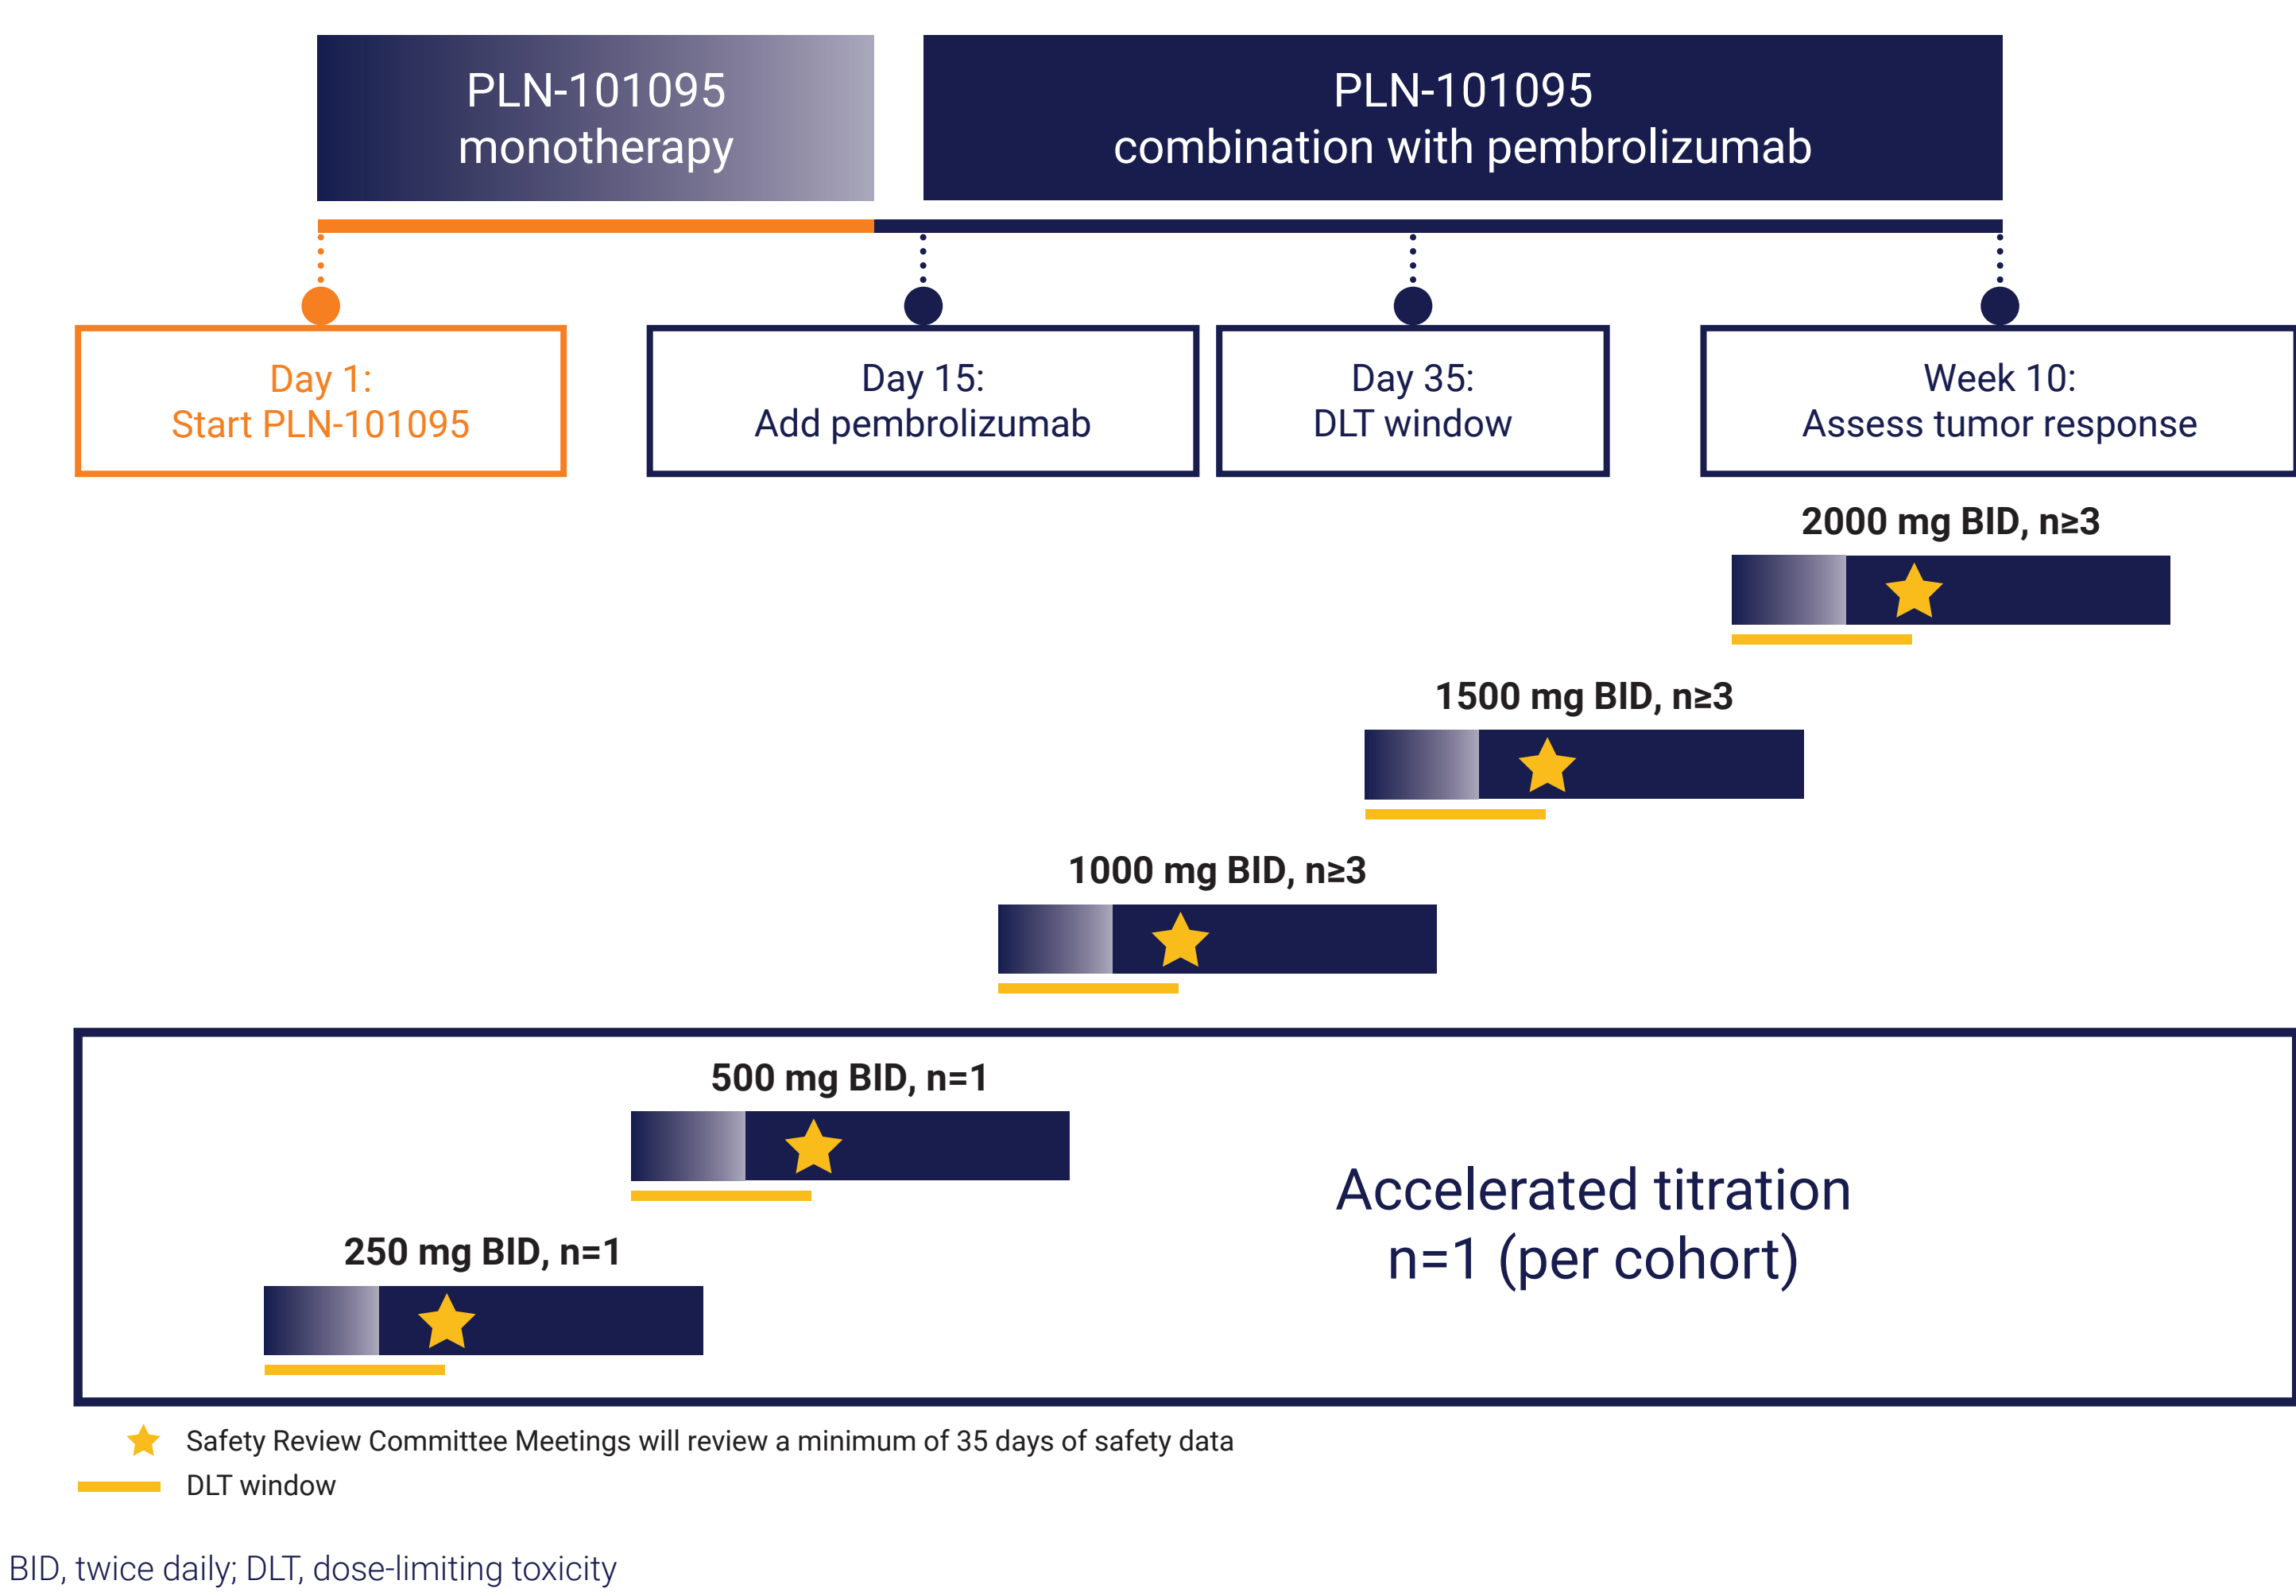 PLN-101095
monotherapy
PLN-101095
combination with pembrolizumab
Day 1:
Start PLN-101095
Day 15:
Add pembrolizumab
Day 35:
DLT window
Week 10:
Assess tumor response
2000 mg BID, n≥3
1500 mg BID, n≥3
1000 mg BID, n≥3
500 mg BID, n=1
250 mg BID, n=1
Accelerated titration
n=1 (per cohort)
Safety Review Committee Meetings will review a minimum of 35 days of safety data
DLT window
BID, twice daily; DLT, dose-limiting toxicity